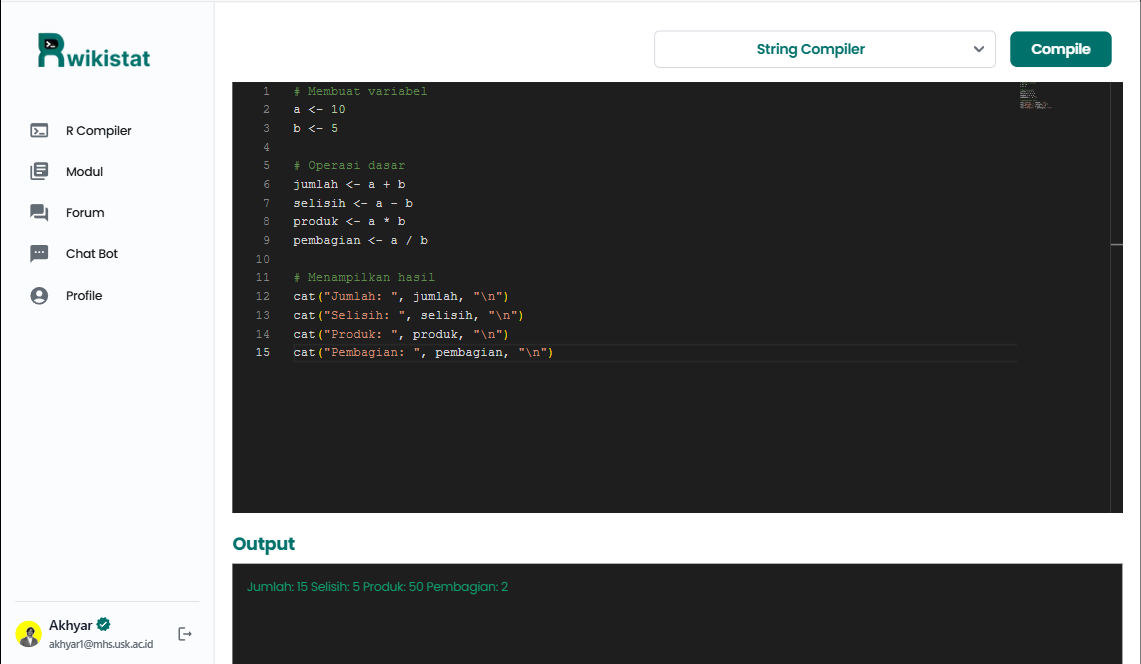 Rwikistat
R Compiler
Modul
Forum
Chat Bot
Profile
Akhyar
akhyar1@mhs.usk.ac.id
String Compiler
Compile
1 # Membuat variabel
2 a <- 10
3 b <- 5
4
5 # Operasi dasar
6 jumlah <- a + b
7 selisih <- a - b
8 produk <- a * b
9 pembagian <- a / b
10
11 # Menampilkan hasil
12 cat("Jumlah: ", jumlah, "\n")
13 cat("Selisih: ", selisih, "\n")
14 cat("Produk: ", produk, "\n")
15 cat("Pembagian: ", pembagian, "\n")
Output
Jumlah: 15 Selisih: 5 Produk: 50 Pembagian: 2